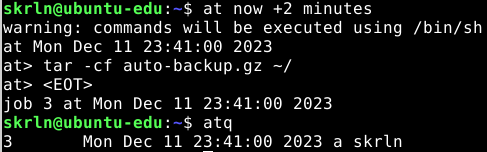 skrln@ubuntu-edu:~$ at now +2 minutes
warning: commands will be executed using /bin/sh
at Mon Dec 11 23:41:00 2023
at> tar -cf auto-backup.gz ~/
at> <EOT>
job 3 at Mon Dec 11 23:41:00 2023
skrln@ubuntu-edu:~$ atq
3       Mon Dec 11 23:41:00 2023 a skrln